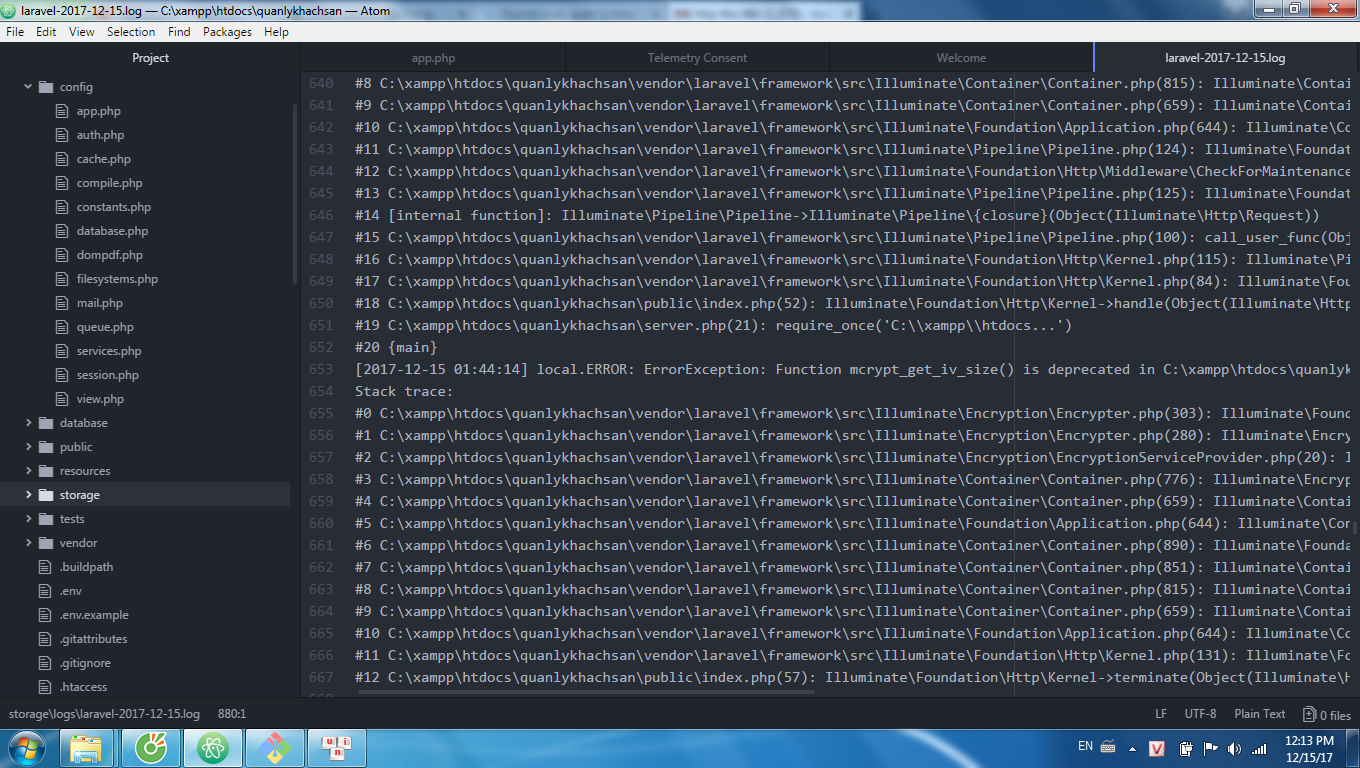 laravel-2017-12-15.log — C:\xampp\htdocs\quanlykhachsan — Atom
File Edit View Selection Find Packages Help
Project
app.php
Telemetry Consent
Welcome
laravel-2017-12-15.log
config
app.php
auth.php
cache.php
compile.php
constants.php
database.php
dompdf.php
filesystems.php
mail.php
queue.php
services.php
session.php
view.php
database
public
resources
storage
tests
vendor
.buildpath
.env
.env.example
.gitattributes
.gitignore
.htaccess
640 #8 C:\xampp\htdocs\quanlykhachsan\vendor\laravel\framework\src\Illuminate\Container\Container.php(815): Illuminate\Contai
641 #9 C:\xampp\htdocs\quanlykhachsan\vendor\laravel\framework\src\Illuminate\Container\Container.php(659): Illuminate\Contai
642 #10 C:\xampp\htdocs\quanlykhachsan\vendor\laravel\framework\src\Illuminate\Foundation\Application.php(644): Illuminate\Co
643 #11 C:\xampp\htdocs\quanlykhachsan\vendor\laravel\framework\src\Illuminate\Pipeline\Pipeline.php(124): Illuminate\Foundat
644 #12 C:\xampp\htdocs\quanlykhachsan\vendor\laravel\framework\src\Illuminate\Foundation\Http\Middleware\CheckForMaintenance
645 #13 C:\xampp\htdocs\quanlykhachsan\vendor\laravel\framework\src\Illuminate\Pipeline\Pipeline.php(125): Illuminate\Foundat
646 #14 [internal function]: Illuminate\Pipeline\Pipeline->Illuminate\Pipeline\{closure}(Object(Illuminate\Http\Request))
647 #15 C:\xampp\htdocs\quanlykhachsan\vendor\laravel\framework\src\Illuminate\Pipeline\Pipeline.php(100): call_user_func(Obj
648 #16 C:\xampp\htdocs\quanlykhachsan\vendor\laravel\framework\src\Illuminate\Foundation\Http\Kernel.php(115): Illuminate\Pi
649 #17 C:\xampp\htdocs\quanlykhachsan\vendor\laravel\framework\src\Illuminate\Foundation\Http\Kernel.php(84): Illuminate\Fou
650 #18 C:\xampp\htdocs\quanlykhachsan\public\index.php(52): Illuminate\Foundation\Http\Kernel->handle(Object(Illuminate\Http
651 #19 C:\xampp\htdocs\quanlykhachsan\server.php(21): require_once('C:\\xampp\\htdocs...')
652 #20 {main}
653 [2017-12-15 01:44:14] local.ERROR: ErrorException: Function mcrypt_get_iv_size() is deprecated in C:\xampp\htdocs\quanlyk
654 Stack trace:
655 #0 C:\xampp\htdocs\quanlykhachsan\vendor\laravel\framework\src\Illuminate\Encryption\Encrypter.php(303): Illuminate\Found
656 #1 C:\xampp\htdocs\quanlykhachsan\vendor\laravel\framework\src\Illuminate\Encryption\Encrypter.php(280): Illuminate\Encry
657 #2 C:\xampp\htdocs\quanlykhachsan\vendor\laravel\framework\src\Illuminate\Encryption\EncryptionServiceProvider.php(20): I
658 #3 C:\xampp\htdocs\quanlykhachsan\vendor\laravel\framework\src\Illuminate\Container\Container.php(776): Illuminate\Encryp
659 #4 C:\xampp\htdocs\quanlykhachsan\vendor\laravel\framework\src\Illuminate\Container\Container.php(659): Illuminate\Contai
660 #5 C:\xampp\htdocs\quanlykhachsan\vendor\laravel\framework\src\Illuminate\Foundation\Application.php(644): Illuminate\Con
661 #6 C:\xampp\htdocs\quanlykhachsan\vendor\laravel\framework\src\Illuminate\Container\Container.php(890): Illuminate\Founda
662 #7 C:\xampp\htdocs\quanlykhachsan\vendor\laravel\framework\src\Illuminate\Container\Container.php(851): Illuminate\Contai
663 #8 C:\xampp\htdocs\quanlykhachsan\vendor\laravel\framework\src\Illuminate\Container\Container.php(815): Illuminate\Contai
664 #9 C:\xampp\htdocs\quanlykhachsan\vendor\laravel\framework\src\Illuminate\Container\Container.php(659): Illuminate\Contai
665 #10 C:\xampp\htdocs\quanlykhachsan\vendor\laravel\framework\src\Illuminate\Foundation\Application.php(644): Illuminate\Co
666 #11 C:\xampp\htdocs\quanlykhachsan\vendor\laravel\framework\src\Illuminate\Foundation\Http\Kernel.php(131): Illuminate\Fo
667 #12 C:\xampp\htdocs\quanlykhachsan\public\index.php(57): Illuminate\Foundation\Http\Kernel->terminate(Object(Illuminate\H
storage\logs\laravel-2017-12-15.log 880:1
LF UTF-8 Plain Text 0 files
u n i
EN
V
12:13 PM
12/15/17